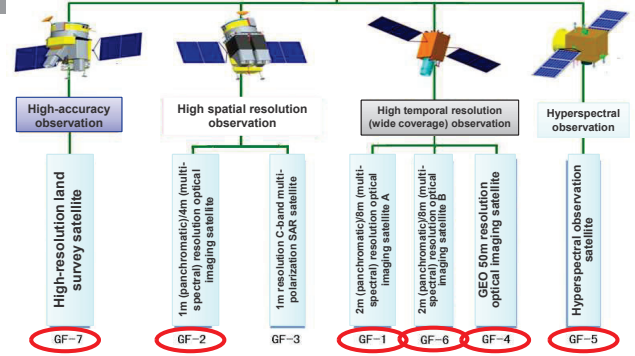 High-accuracy
observation
High spatial resolution
observation
High temporal resolution
(wide coverage) observation
Hyperspectral
observation
High-resolution land
survey satellite
1m (panchromatic)/4m (multi-
spectral) resolution optical
imaging satellite
1m resolution C-band multi-
polarization SAR satellite
2m (panchromatic)/8m (multi-
spectral) resolution optical
imaging satellite A
2m (panchromatic)/8m (multi-
spectral) resolution optical
imaging satellite B
GEO 50m resolution
optical imaging satellite
Hyperspectral observation
satellite
GF-7
GF-2
GF-3
GF-1
GF-6
GF-4
GF-5